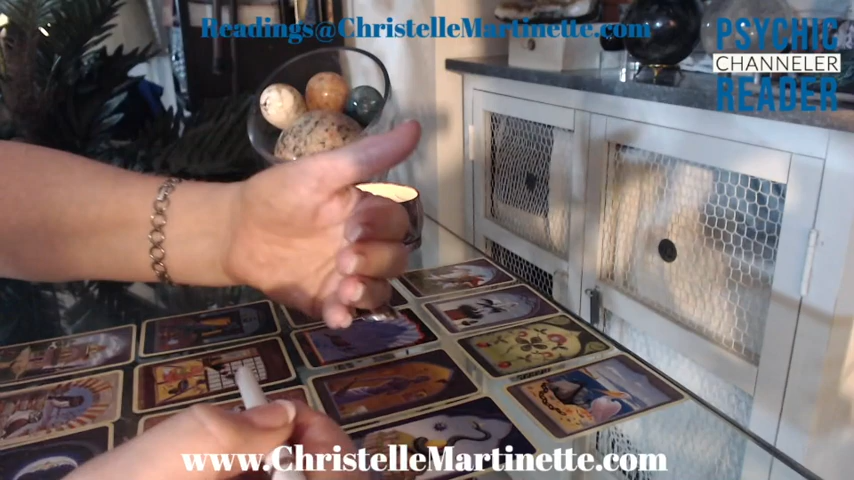 Readings@ChristelleMartinette.com
PSYCHIC
CHANNELER
READER
www.ChristelleMartinette.com